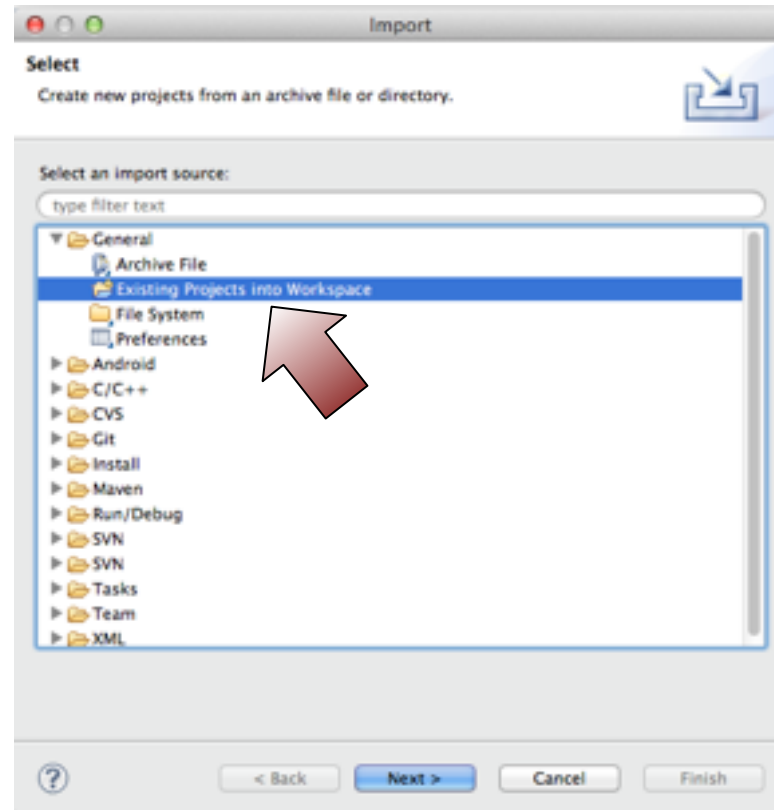 Import
Select
Create new projects from an archive file or directory.
Select an import source:
type filter text
General
Archive File
Existing Projects into Workspace
File System
Preferences
Android
C/C++
CVS
Git
Install
Maven
Run/Debug
SVN
SVN
Tasks
Team
XML
? < Back Next > Cancel Finish